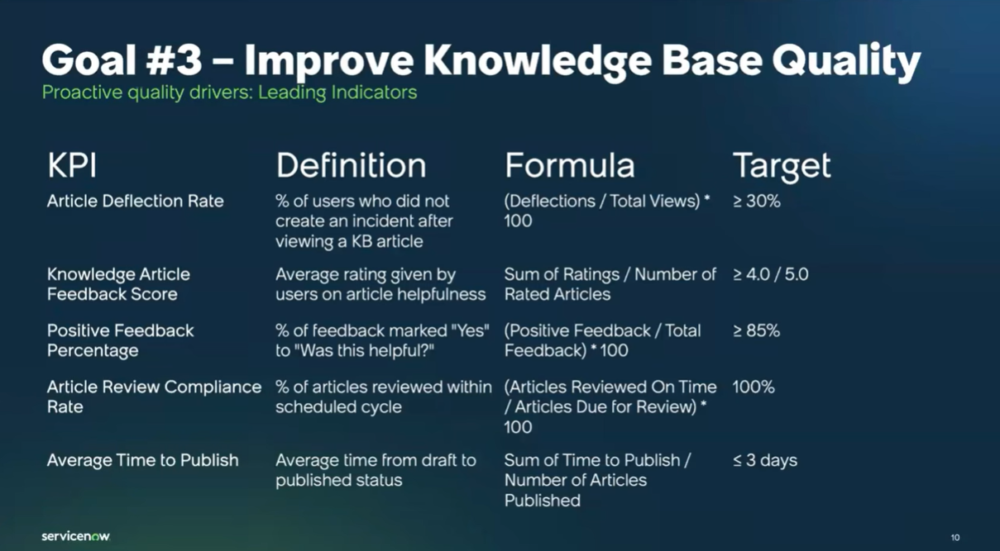 Goal #3 – Improve Knowledge Base Quality
Proactive quality drivers: Leading Indicators
KPI
Definition
Formula
Target
Article Deflection Rate
% of users who did not
create an incident after
viewing a KB article
(Deflections / Total Views) *
100
≥ 30%
Knowledge Article
Feedback Score
Average rating given by
users on article helpfulness
Sum of Ratings / Number of
Rated Articles
≥ 4.0 / 5.0
Positive Feedback
Percentage
% of feedback marked "Yes"
to "Was this helpful?"
(Positive Feedback / Total
Feedback) * 100
≥ 85%
Article Review Compliance
Rate
% of articles reviewed within
scheduled cycle
(Articles Reviewed On Time
/ Articles Due for Review) *
100
100%
Average Time to Publish
Average time from draft to
published status
Sum of Time to Publish /
Number of Articles
Published
≤ 3 days
servicenow
10